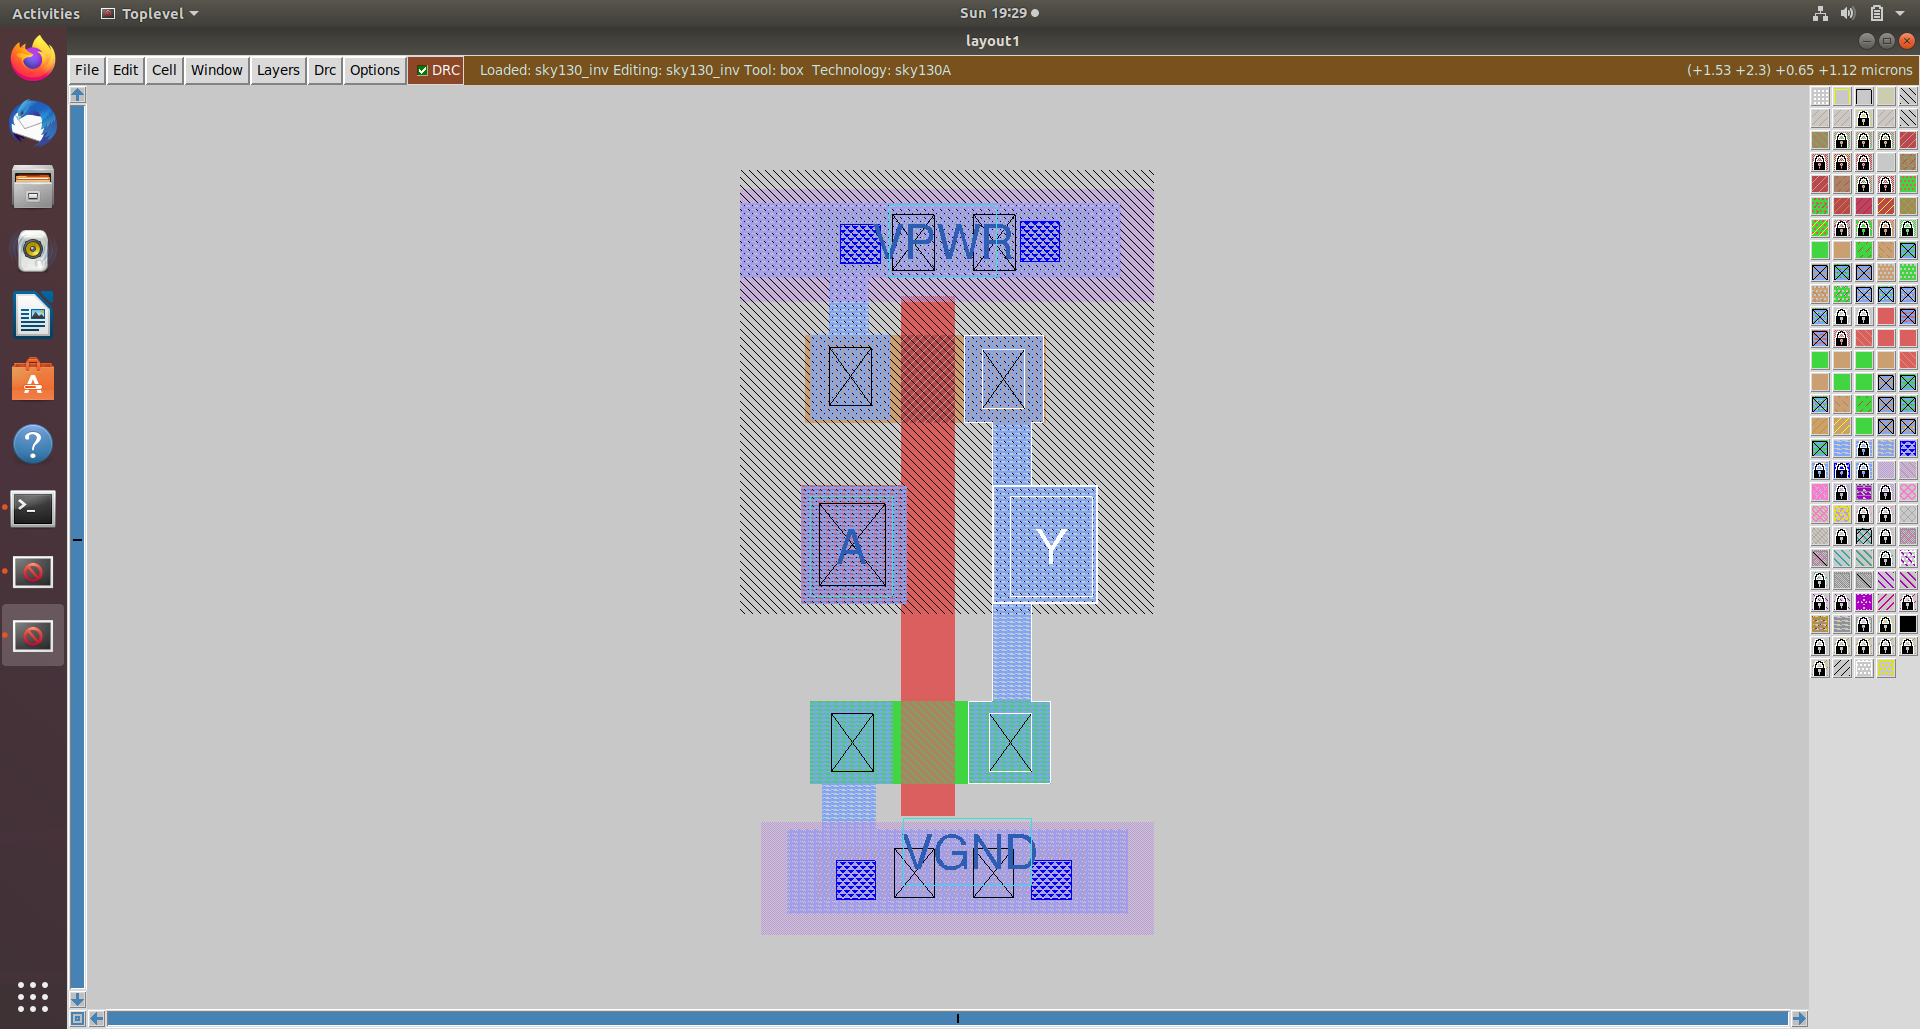 Activities Toplevel Sun 19:29
layout1
File Edit Cell Window Layers Drc Options DRC Loaded: sky130_inv Editing: sky130_inv Tool: box Technology: sky130A (+1.53 +2.3) +0.65 +1.12 microns
VPWR
A Y
VGND